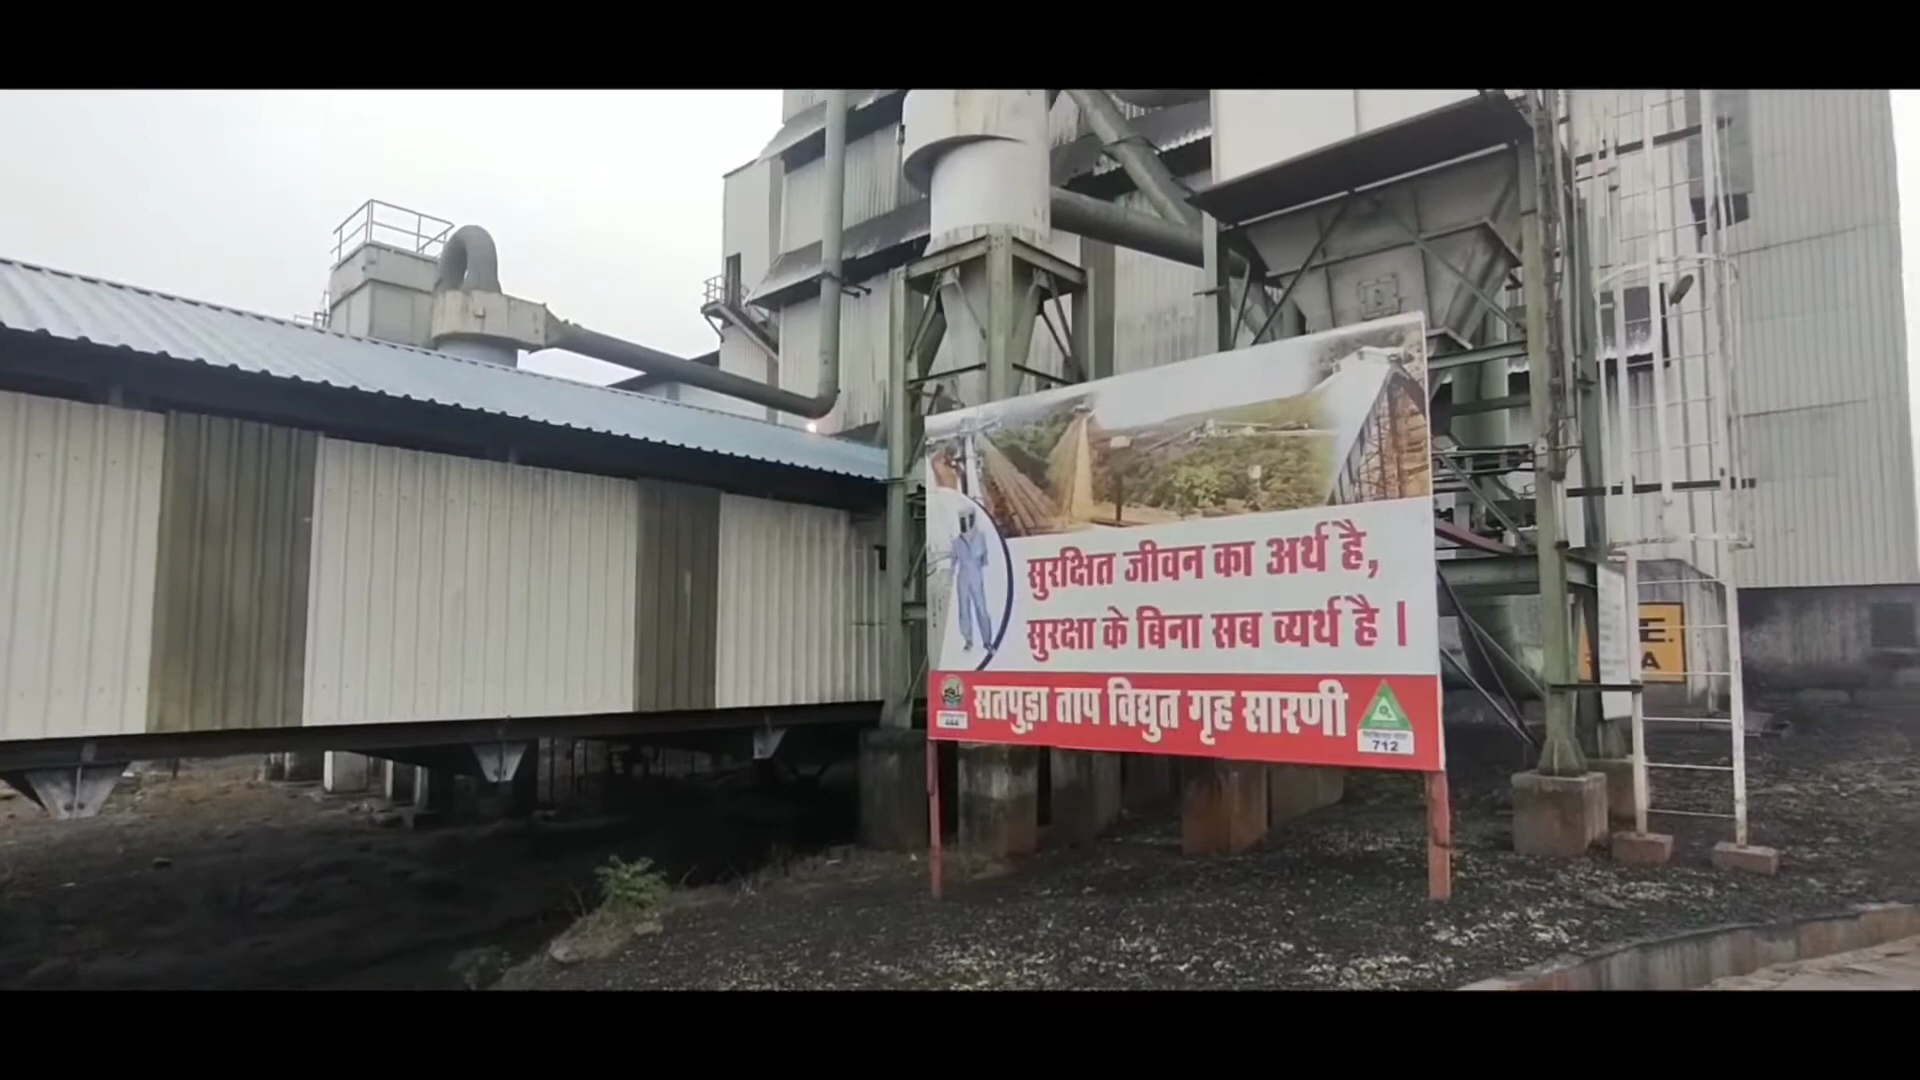 सुरक्षित जीवन का अर्थ है,
सुरक्षा के बिना सब व्यर्थ है ।
सतपुड़ा ताप विद्युत गृह सारणी
712
E.
A